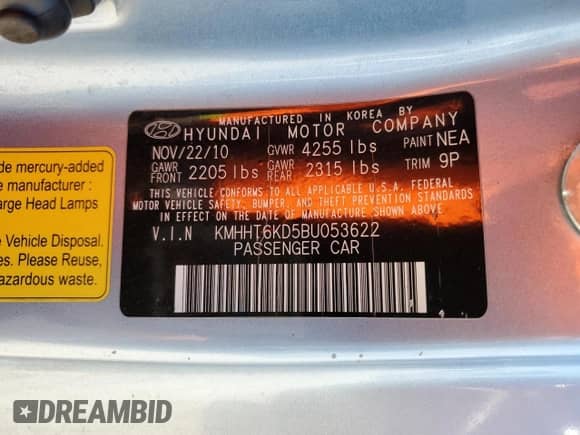 MANUFACTURED IN KOREA BY
HYUNDAI MOTOR COMPANY
NOV/22/10 GVWR 4255 lbs PAINT NEA
GAWR FRONT 2205 lbs GAWR REAR 2315 lbs TRIM 9P
THIS VEHICLE CONFORMS TO ALL APPLICABLE U.S.A. FEDERAL
MOTOR VEHICLE SAFETY, BUMPER, AND THEFT PREVENTION STANDARDS
IN EFFECT ON THE DATE OF MANUFACTURE SHOWN ABOVE.
V.I.N KMHHT6KD5BU053622
PASSENGER CAR
de mercury-added
e manufacturer :
arge Head Lamps
Vehicle Disposal.
es. Please Reuse,
azardous waste.
DREAMBID